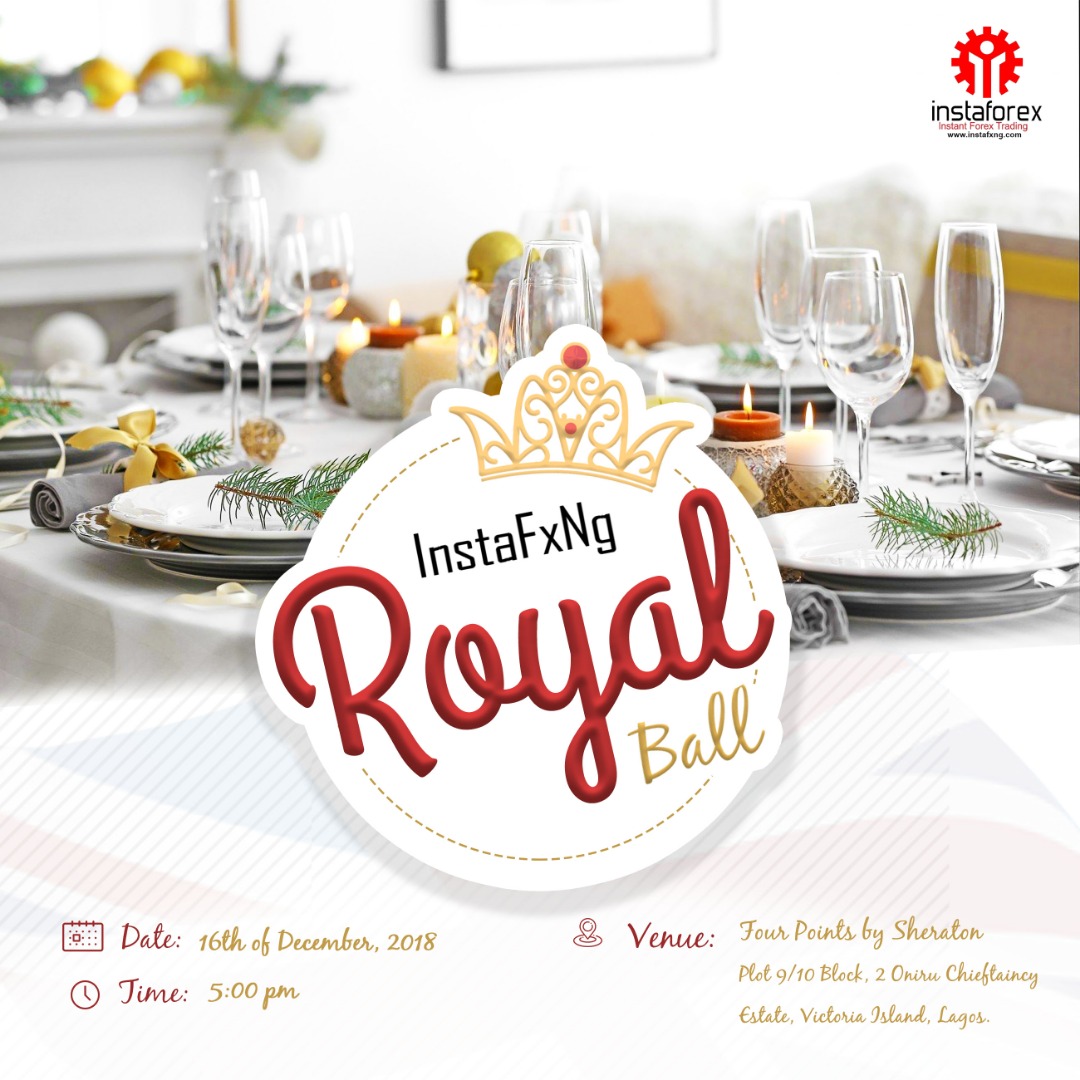 instaforex
Instant Forex Trading
www.instafxng.com
InstaFxNg
Royal
Ball
Date: 16th of December, 2018
Time: 5:00 pm
Venue: Four Points by Sheraton
Plot 9/10 Block, 2 Oniru Chieftaincy
Estate, Victoria Island, Lagos.